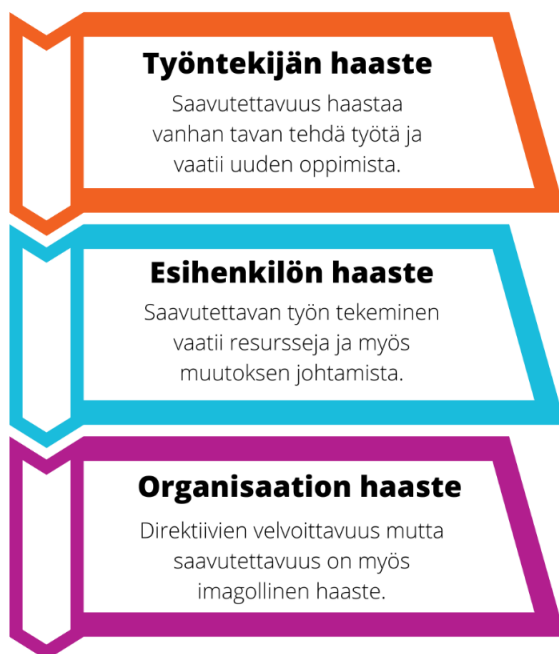 Työntekijän haaste
Saavutettavuus haastaa
vanhan tavan tehdä työtä ja
vaatii uuden oppimista.
Esihenkilön haaste
Saavutettavan työn tekeminen
vaatii resursseja ja myös
muutoksen johtamista.
Organisaation haaste
Direktiivien velvoittavuus mutta
saavutettavuus on myös
imagollinen haaste.